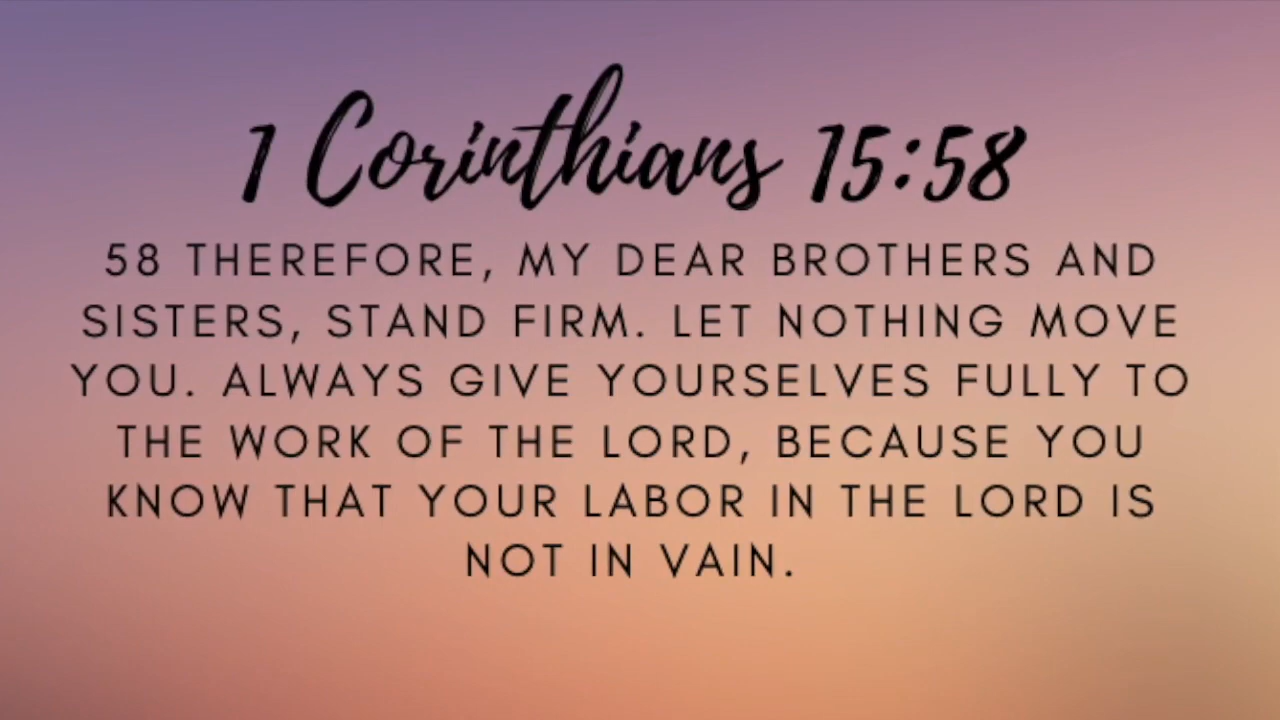 1 Corinthians 15:58
58 THEREFORE, MY DEAR BROTHERS AND
SISTERS, STAND FIRM. LET NOTHING MOVE
YOU. ALWAYS GIVE YOURSELVES FULLY TO
THE WORK OF THE LORD, BECAUSE YOU
KNOW THAT YOUR LABOR IN THE LORD IS
NOT IN VAIN.